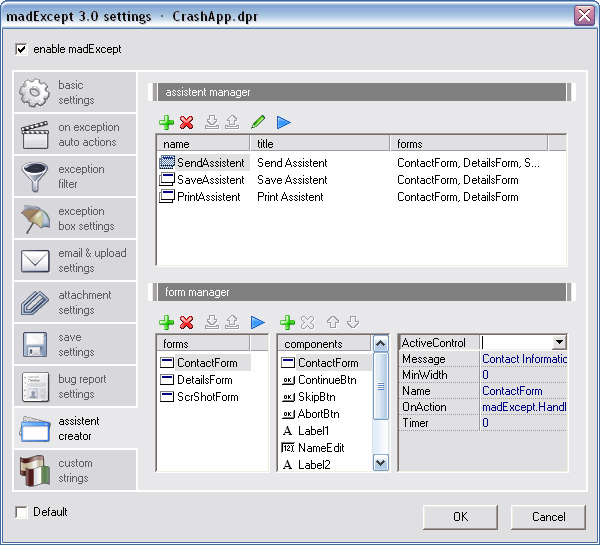 madExcept 3.0 settings · CrashApp.dpr
enable madExcept
basic
settings
on exception
auto actions
exception
filter
exception
box settings
email & upload
settings
attachment
settings
save
settings
bug report
settings
assistent
creator
custom
strings
assistent manager
name title forms
SendAssistent Send Assistent ContactForm, DetailsForm, S...
SaveAssistent Save Assistent ContactForm, DetailsForm
PrintAssistent Print Assistent ContactForm, DetailsForm
form manager
forms
ContactForm
DetailsForm
ScrShotForm
components
ContactForm
OK ContinueBtn
OK SkipBtn
OK AbortBtn
A Label1
12) NameEdit
A Label2
ActiveControl
Message Contact Informatio
MinWidth 0
Name ContactForm
OnAction madExcept.Handl
Timer 0
Default
OK
Cancel